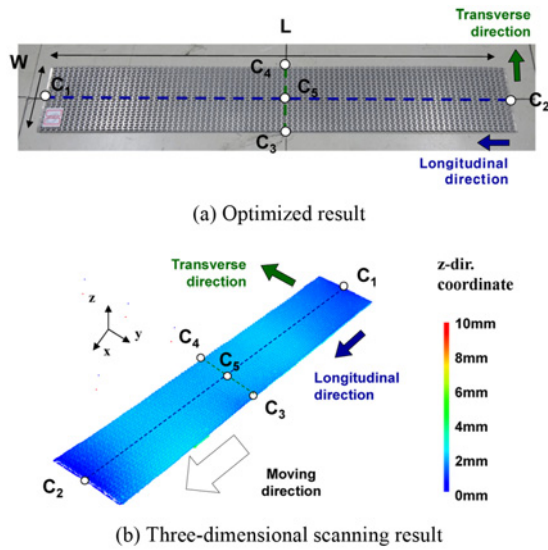 L
Transverse
direction
W
C1
C4
C5
C2
C3
Longitudinal
direction
(a) Optimized result
Transverse
direction
C1
z-dir.
coordinate
z
y
x
C4
C5
C3
Longitudinal
direction
10mm
8mm
6mm
4mm
2mm
0mm
C2
Moving
direction
(b) Three-dimensional scanning result